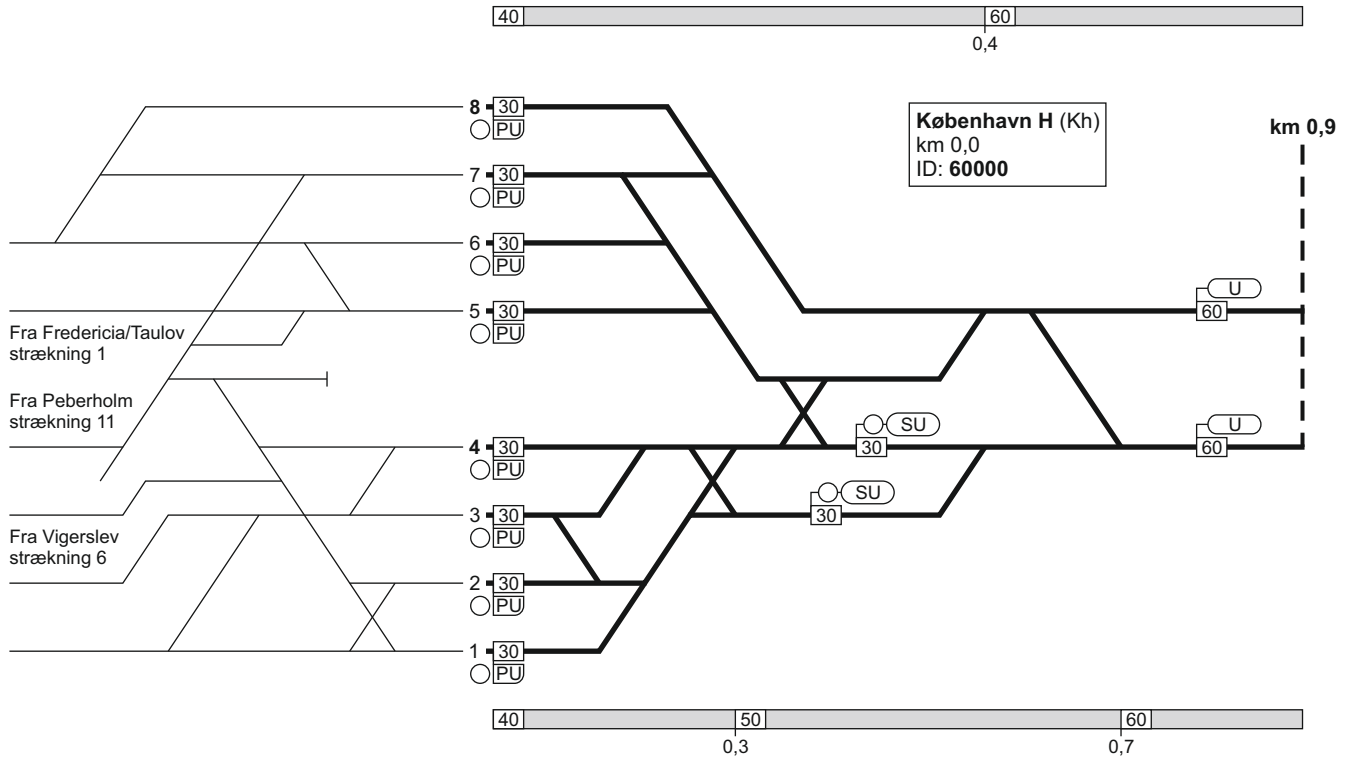 40
60
0,4
8 30
PU
København H (Kh)
km 0,0
ID: 60000
km 0,9
7 30
PU
6 30
PU
U
60
5 30
PU
Fra Fredericia/Taulov
strækning 1
Fra Peberholm
strækning 11
SU
30
U
60
4 30
PU
SU
30
3 30
PU
Fra Vigerslev
strækning 6
2 30
PU
1 30
PU
40
50
60
0,3
0,7